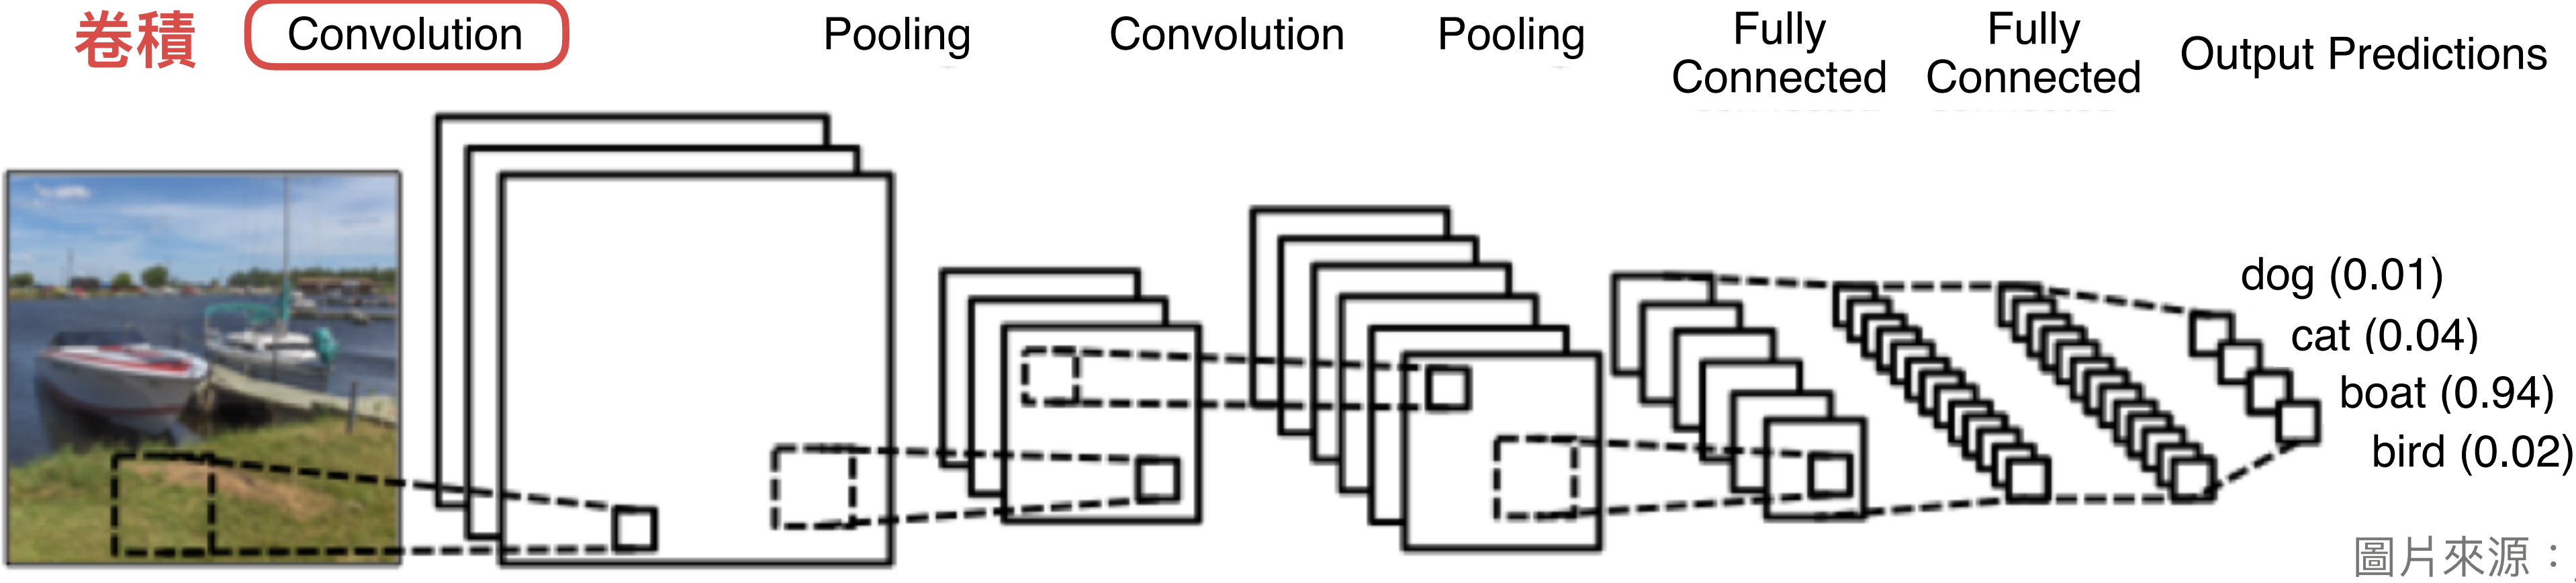 卷積
Convolution
Pooling
Convolution
Pooling
Fully
Connected
Fully
Connected
Output Predictions
dog (0.01)
cat (0.04)
boat (0.94)
bird (0.02)
圖片來源：